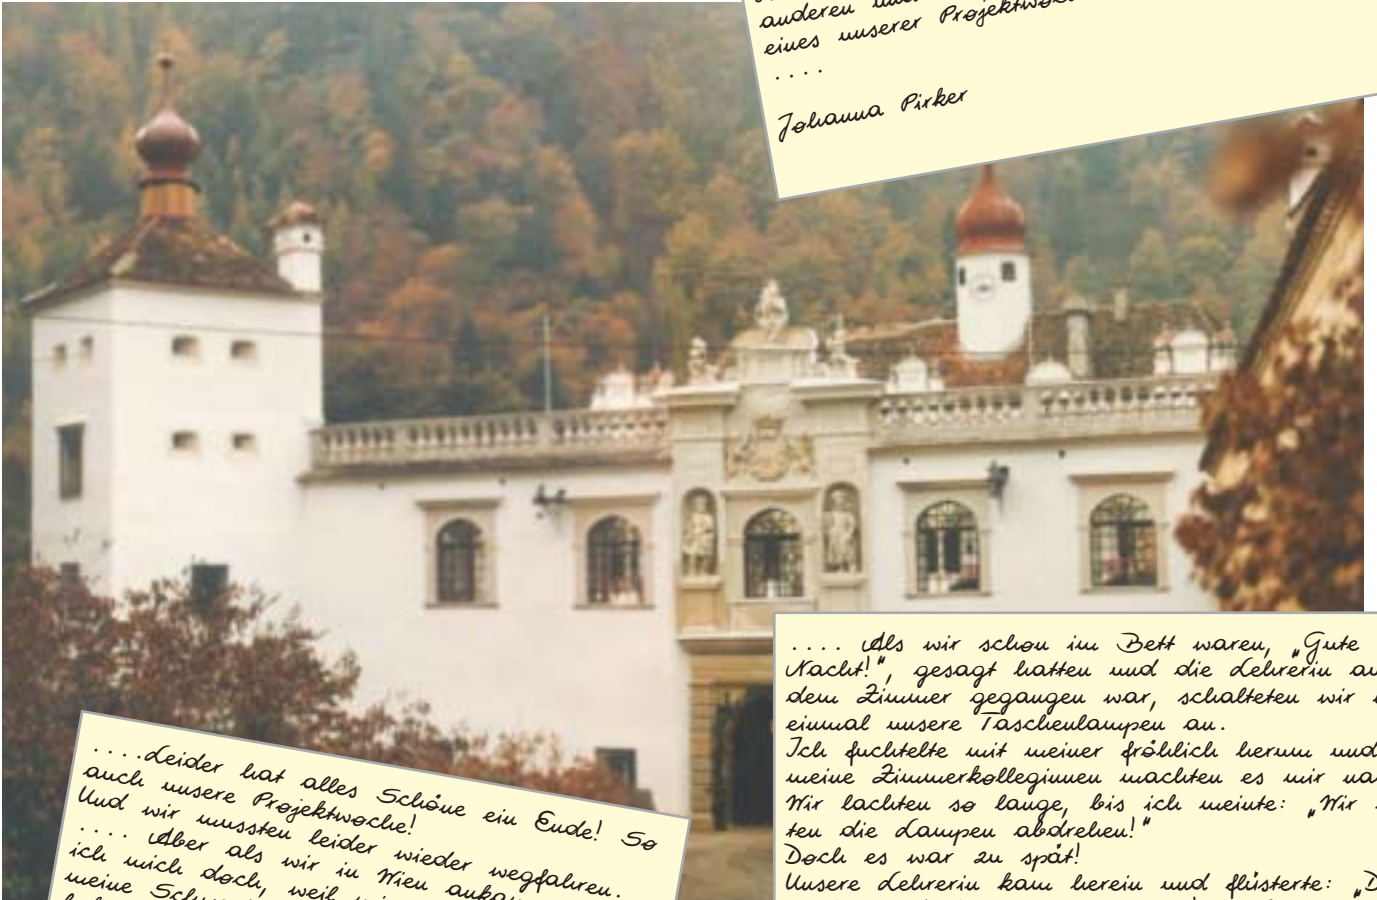 anderen
eines unserer
....
Johanna Pirker
.... Als wir schon im Bett waren, „Gute
Nacht!“, gesagt hatten und die Lehrerin
dem Zimmer gegangen war, schalteten wir
einmal unsere Taschenlampen an.
Ich fuchtelte mit meiner fröhlich herum und
meine Zimmerkolleginnen machten es mir
Wir lachten so lange, bis ich meinte: „Wir
ten die Lampen abdrehen!“
Doch es war zu spät!
Unsere Lehrerin kam herein und flüsterte:
....Leider hat alles Schöne ein Ende! So
auch unsere Projektwoche!
Und wir mussten leider wieder wegfahren.
.... Aber als wir in Wien
ich mich doch, weil
meine